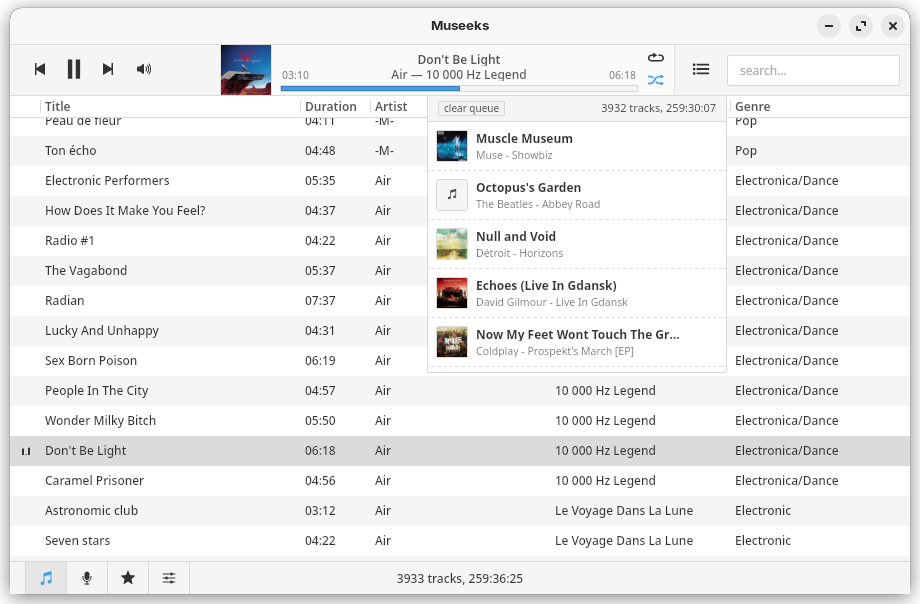 Museeks
Don't Be Light
03:10 Air — 10 000 Hz Legend 06:18
search...
Title Duration Artist Genre
clear queue 3932 tracks, 259:30:07
Peau de fleur 04:11 -M- Pop
Ton écho 04:48 -M- Pop
Electronic Performers 05:35 Air Electronica/Dance
How Does It Make You Feel? 04:37 Air Electronica/Dance
Radio #1 04:22 Air Electronica/Dance
The Vagabond 05:37 Air Electronica/Dance
Radian 07:37 Air Electronica/Dance
Lucky And Unhappy 04:31 Air Electronica/Dance
Sex Born Poison 06:19 Air Electronica/Dance
Muscle Museum
Muse - Showbiz
Octopus's Garden
The Beatles - Abbey Road
Null and Void
Détroit - Horizons
Echoes (Live In Gdansk)
David Gilmour - Live In Gdansk
Now My Feet Wont Touch The Gr...
Coldplay - Prospekt's March [EP]
People In The City 04:57 Air 10 000 Hz Legend Electronica/Dance
Wonder Milky Bitch 05:50 Air 10 000 Hz Legend Electronica/Dance
Don't Be Light 06:18 Air 10 000 Hz Legend Electronica/Dance
Caramel Prisoner 04:56 Air 10 000 Hz Legend Electronica/Dance
Astronomic club 03:12 Air Le Voyage Dans La Lune Electronic
Seven stars 04:22 Air Le Voyage Dans La Lune Electronic
3933 tracks, 259:36:25